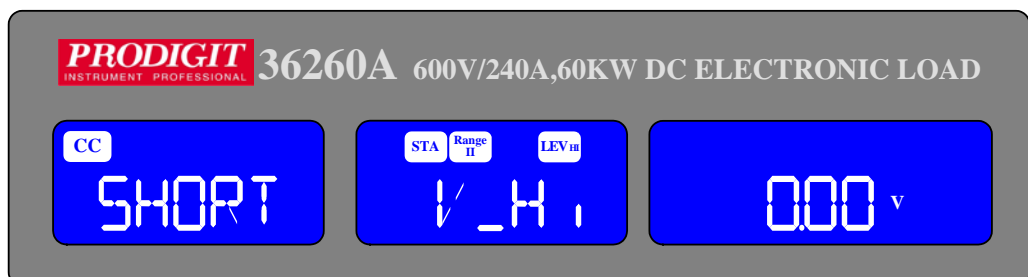 PRODIGIT
INSTRUMENT PROFESSIONAL
36260A 600V/240A,60KW DC ELECTRONIC LOAD
CC
SHORT
STA Range II LEV HI
V_Hi
0.00 V